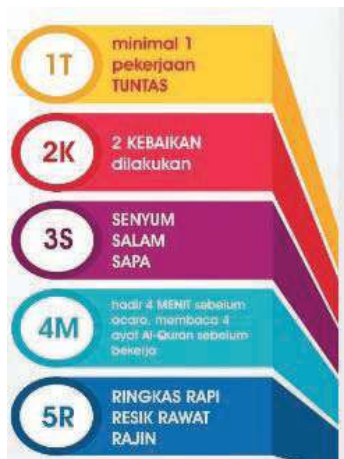 1T
minimal 1
pekerjaan
TUNTAS
2K
2 KEBAIKAN
dilakukan
3S
SENYUM
SALAM
SAPA
4M
hadir 4 MENIT sebelum
acara, membaca 4
ayat Al-Quran sebelum
bekerja
5R
RINGKAS RAPI
RESIK RAWAT
RAJIN